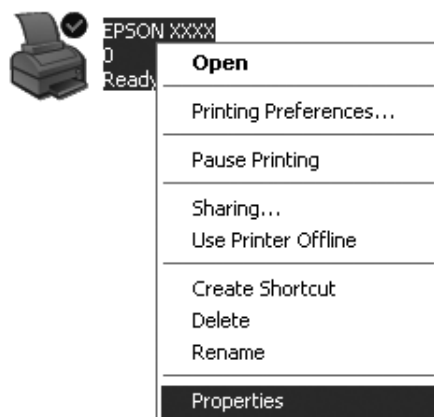 EPSON XXXX
0
Ready
Open
Printing Preferences...
Pause Printing
Sharing...
Use Printer Offline
Create Shortcut
Delete
Rename
Properties